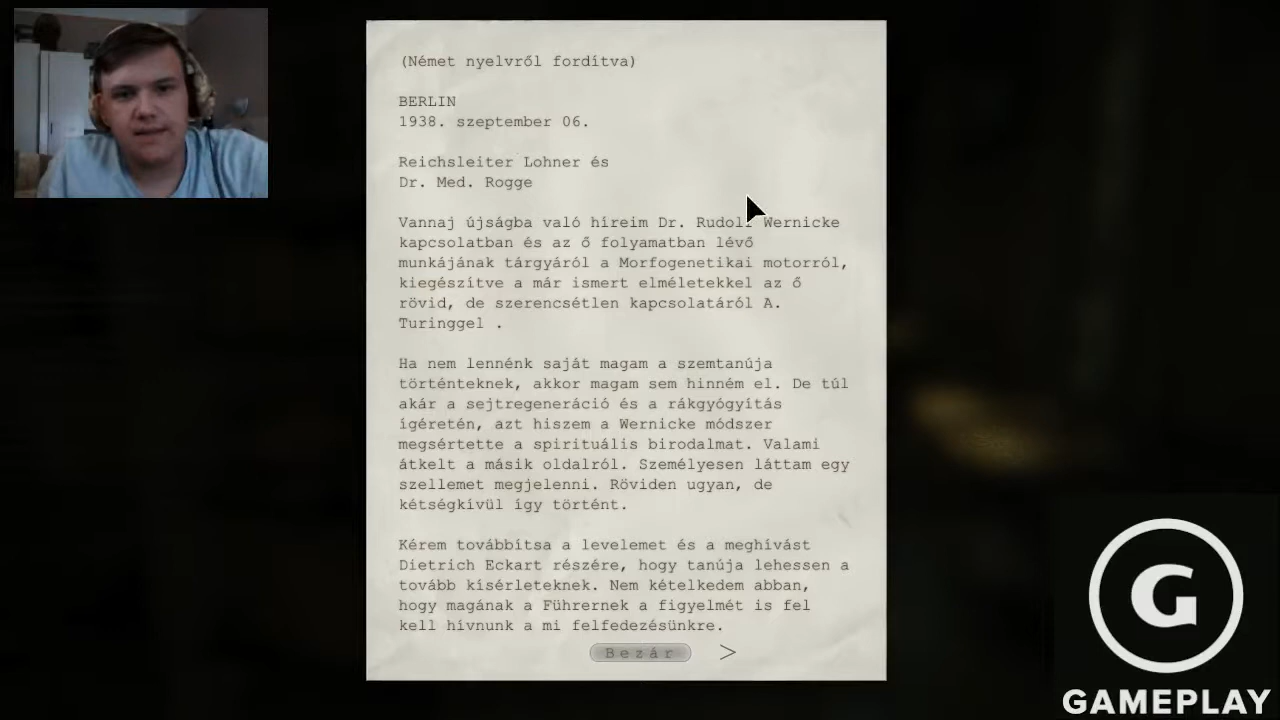 (Német nyelvről fordítva)
BERLIN
1938. szeptember 06.
Reichsleiter Lohner és
Dr. Med. Rogge
Vannaj újságba való híreim Dr. Rudolf Wernicke
kapcsolatban és az ő folyamatban lévő
munkájának tárgyáról a Morfogenetikai motorról,
kiegészítve a már ismert elméletekkel az ő
rövid, de szerencsétlen kapcsolatáról A.
Turinggel .
Ha nem lennénk saját magam a szemtanúja
történteknek, akkor magam sem hinném el. De túl
akár a sejtregeneráció és a rákgyógyítás
ígéretén, azt hiszem a Wernicke módszer
megsértette a spirituális birodalmat. Valami
átkelt a másik oldalról. Személyesen láttam egy
szellemet megjelenni. Röviden ugyan, de
kétségkívül így történt.
Kérem továbbítsa a levelemet és a meghívást
Dietrich Eckart részére, hogy tanúja lehessen a
tovább kísérleteknek. Nem kételkedem abban,
hogy magának a Führernek a figyelmét is fel
kell hívnunk a mi felfedezésünkre.
Bezár >
G
GAMEPLAY